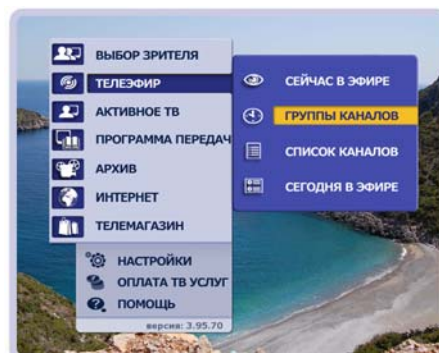 ВЫБОР ЗРИТЕЛЯ
ТЕЛЕЭФИР
АКТИВНОЕ ТВ
ПРОГРАММА ПЕРЕДАЧ
АРХИВ
ИНТЕРНЕТ
ТЕЛЕМАГАЗИН
НАСТРОЙКИ
ОПЛАТА ТВ УСЛУГ
ПОМОЩЬ
версия: 3.95.70
СЕЙЧАС В ЭФИРЕ
ГРУППЫ КАНАЛОВ
СПИСОК КАНАЛОВ
СЕГОДНЯ В ЭФИРЕ